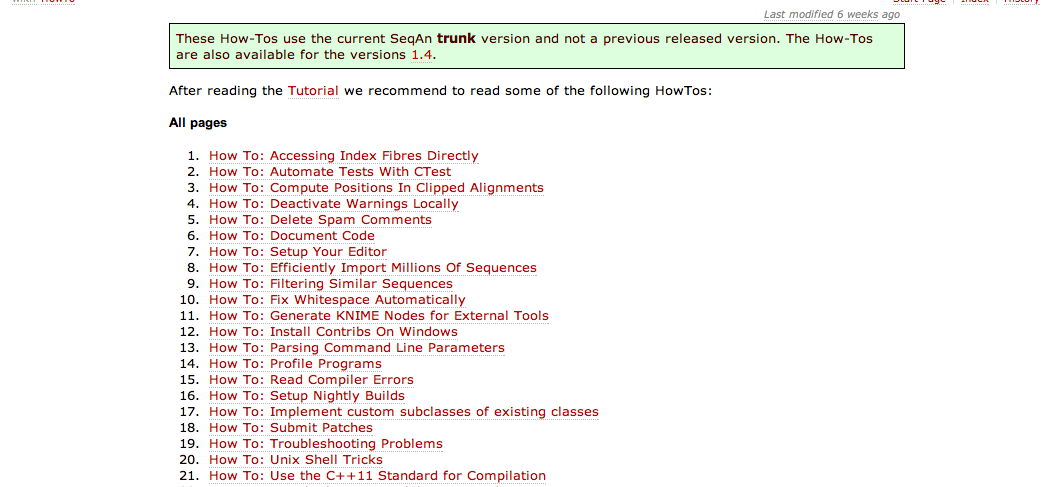 wiki: HowTo
Start Page | Index | History
Last modified 6 weeks ago
These How-Tos use the current SeqAn trunk version and not a previous released version. The How-Tos
are also available for the versions 1.4.
After reading the Tutorial we recommend to read some of the following HowTos:
All pages
1. How To: Accessing Index Fibres Directly
2. How To: Automate Tests With CTest
3. How To: Compute Positions In Clipped Alignments
4. How To: Deactivate Warnings Locally
5. How To: Delete Spam Comments
6. How To: Document Code
7. How To: Setup Your Editor
8. How To: Efficiently Import Millions Of Sequences
9. How To: Filtering Similar Sequences
10. How To: Fix Whitespace Automatically
11. How To: Generate KNIME Nodes for External Tools
12. How To: Install Contribs On Windows
13. How To: Parsing Command Line Parameters
14. How To: Profile Programs
15. How To: Read Compiler Errors
16. How To: Setup Nightly Builds
17. How To: Implement custom subclasses of existing classes
18. How To: Submit Patches
19. How To: Troubleshooting Problems
20. How To: Unix Shell Tricks
21. How To: Use the C++11 Standard for Compilation